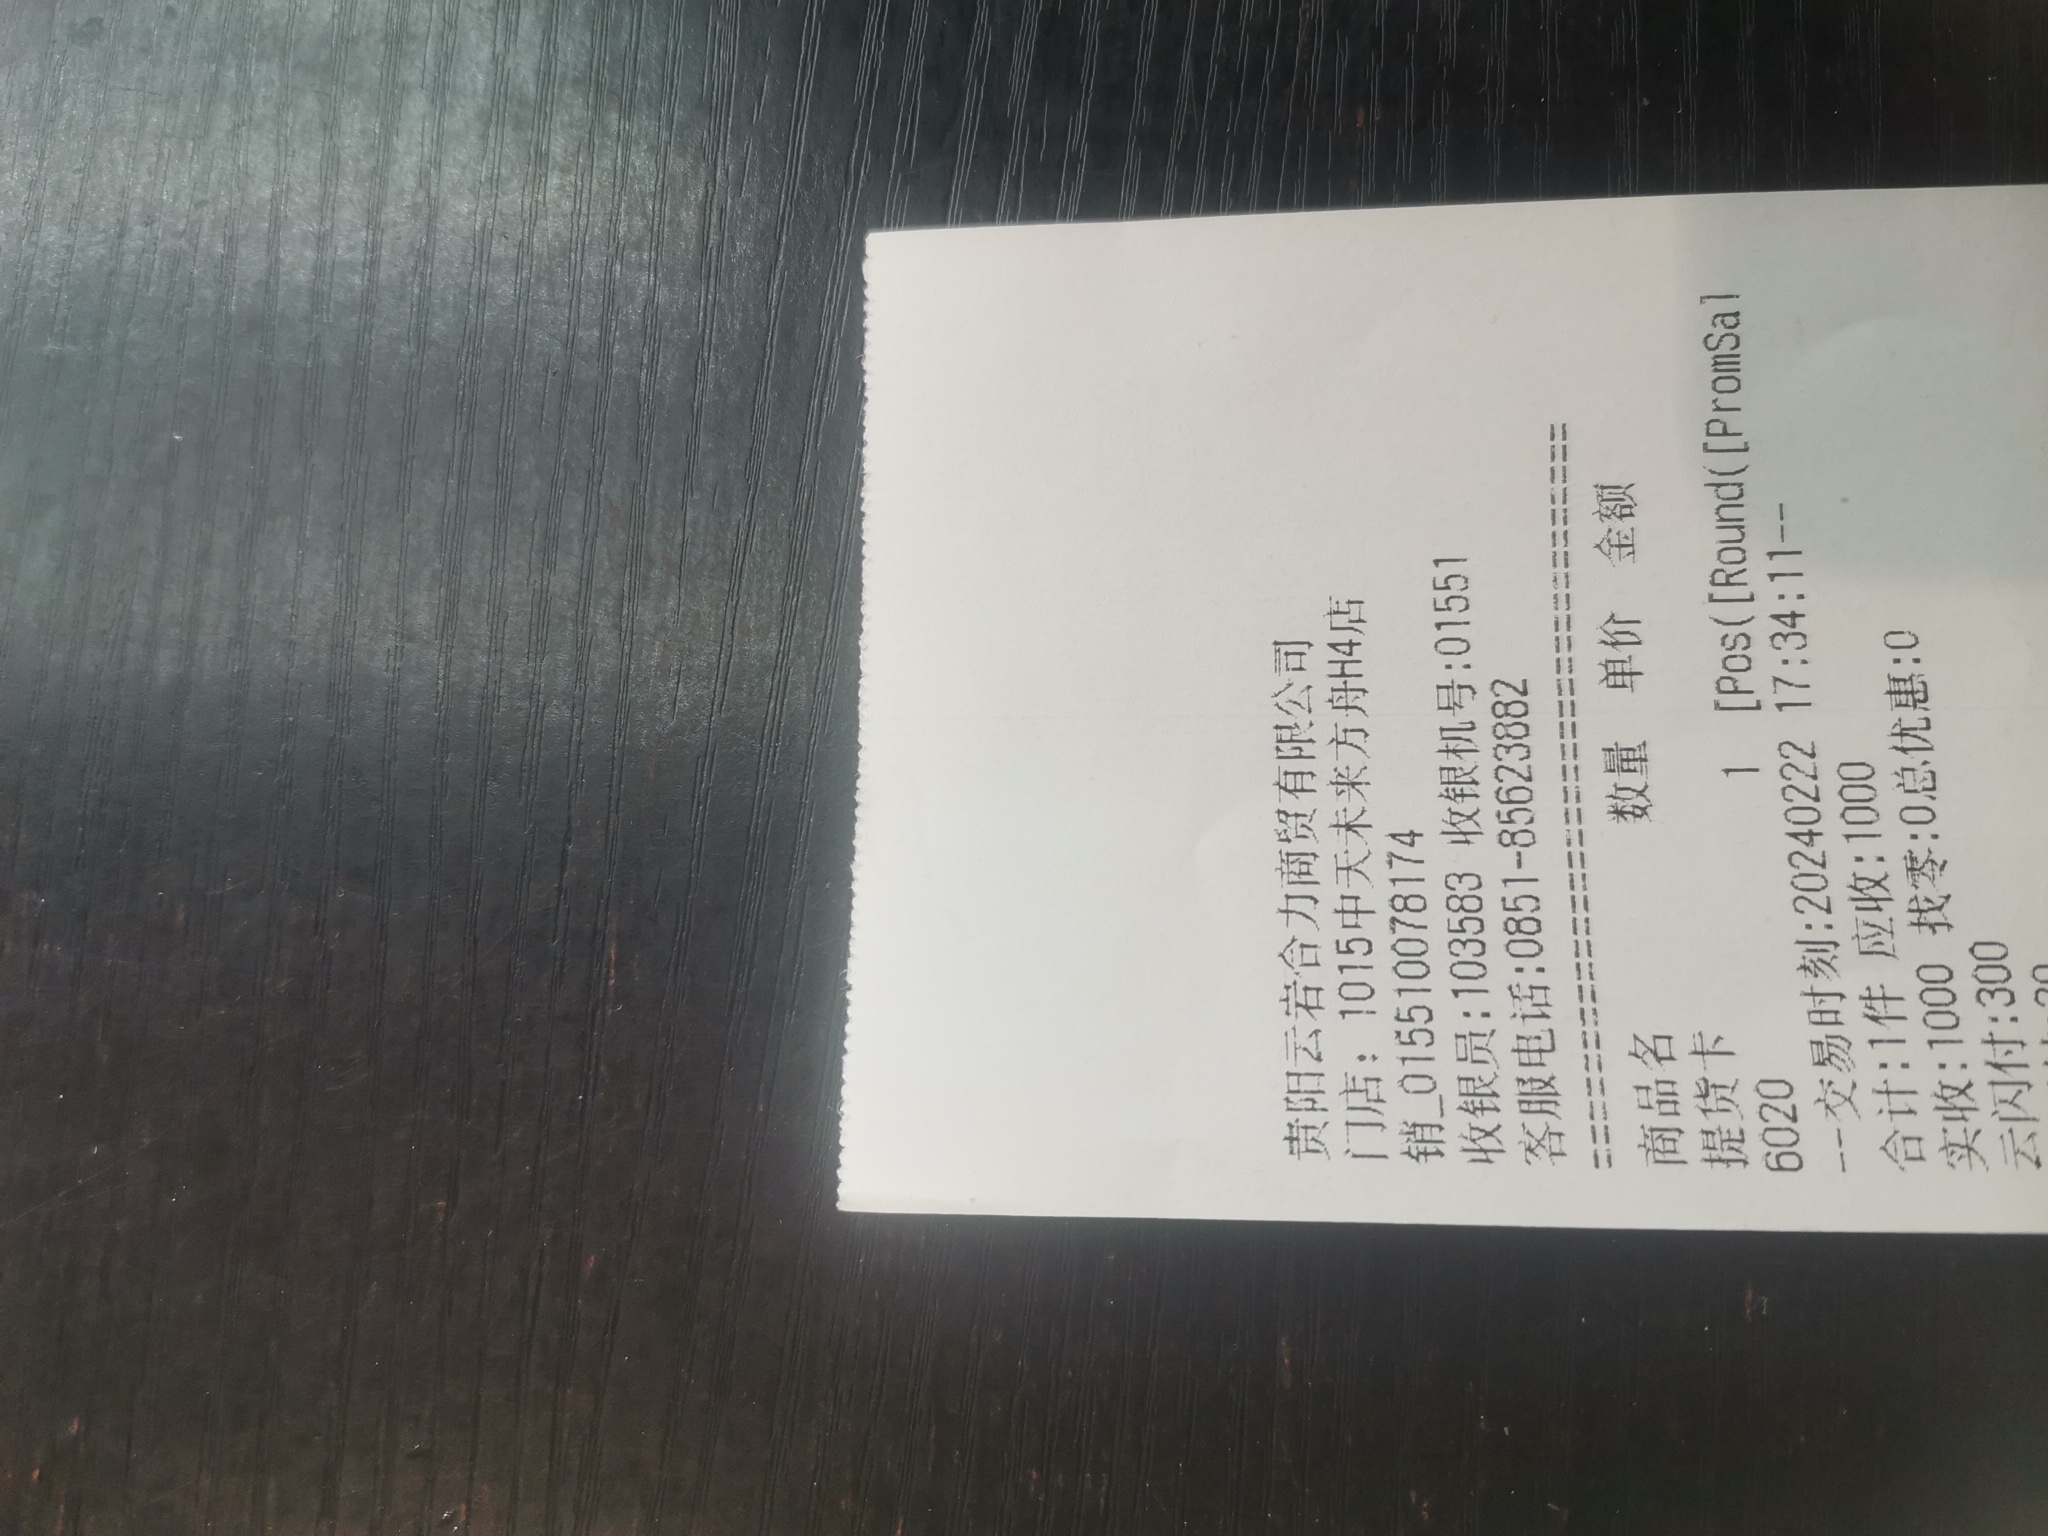 贵阳云岩合力商贸有限公司
门店: 1015中天未来方舟H4店
销_0155510078174
收银员:103583 收银机号:01551
客服电话:0851-85623882
========================================
商品名 数量 单价 金额
提货卡 1 [Pos([Round([PromSal
6020
--交易时刻:20240222 17:34:11--
合计:1件 应收:1000
实收:1000 找零:0总优惠:0
云闪付:300